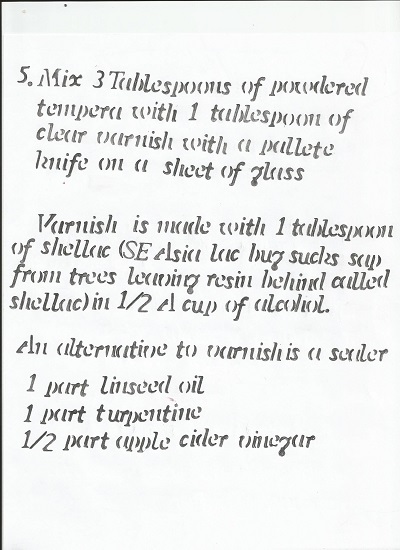 5. Mix 3 Tablespoons of powdered
tempera with 1 tablespoon of
clear varnish with a pallete
knife on a sheet of glass
Varnish is made with 1 tablespoon
of shellac (SE Asia lac bug sucks sap
from trees leaving resin behind called
shellac) in 1/2 A cup of alcohol.
An alternative to varnish is a sealer
1 part linseed oil
1 part turpentine
1/2 part apple cider vinegar